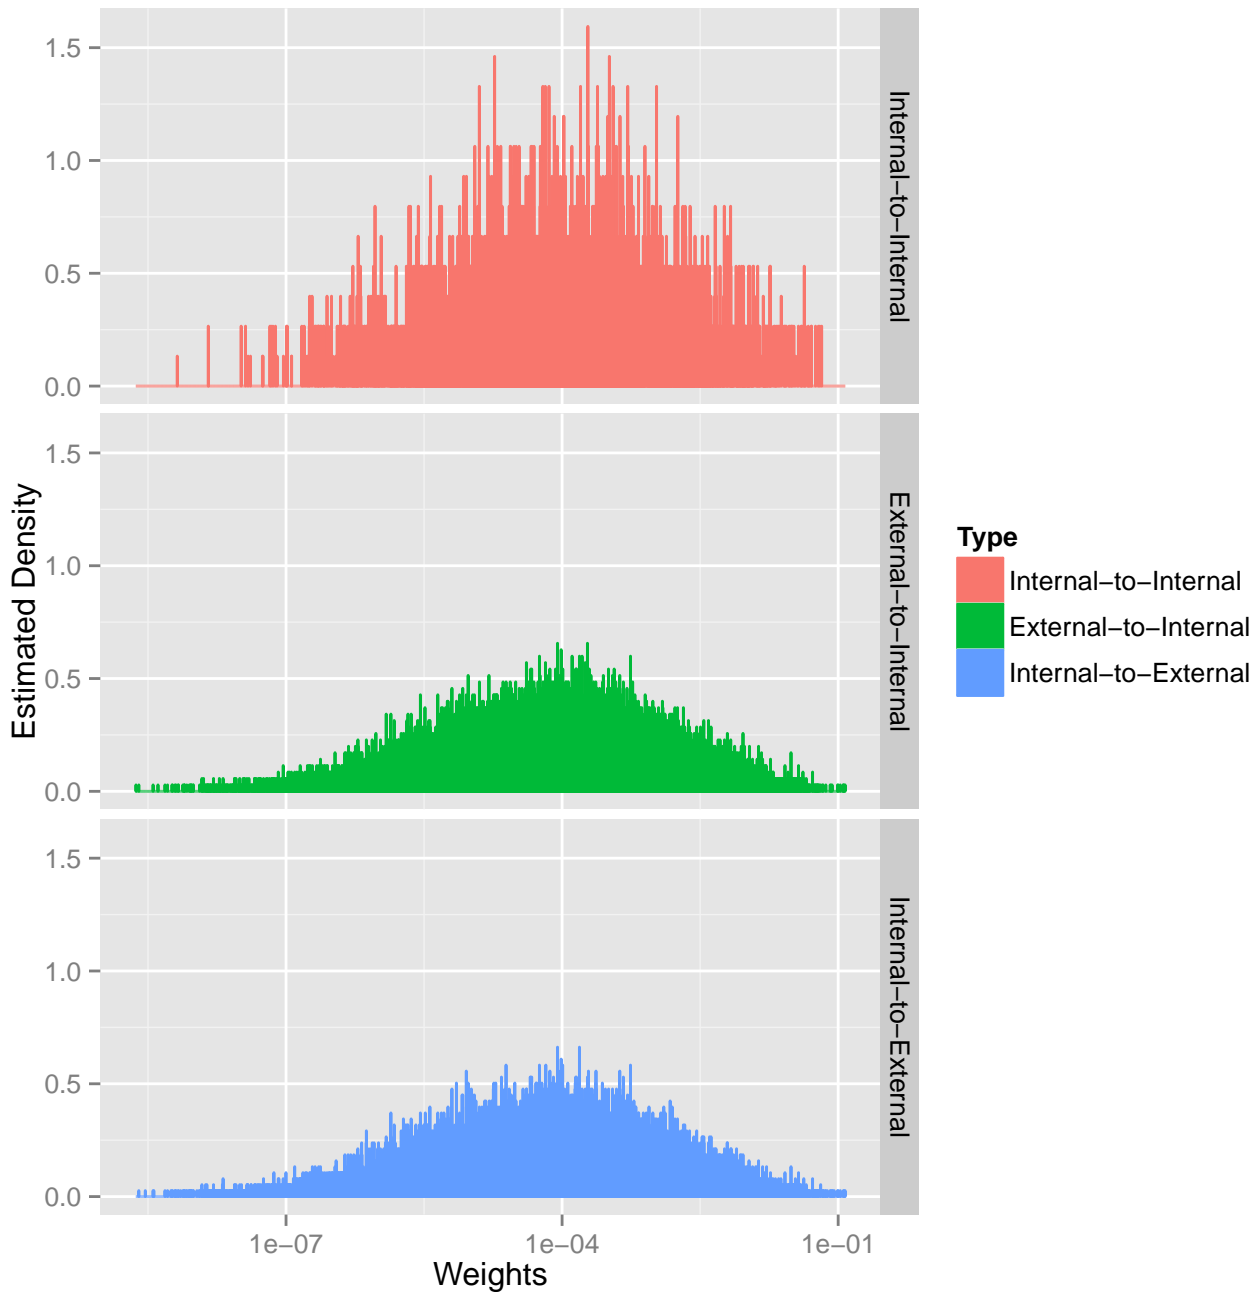 1.5
1.0
0.5
0.0
Internal−to−Internal
1.5
1.0
0.5
0.0
External−to−Internal
1.5
1.0
0.5
0.0
Internal−to−External
Estimated Density
1e−07
1e−04
1e−01
Weights
Type
Internal−to−Internal
External−to−Internal
Internal−to−External